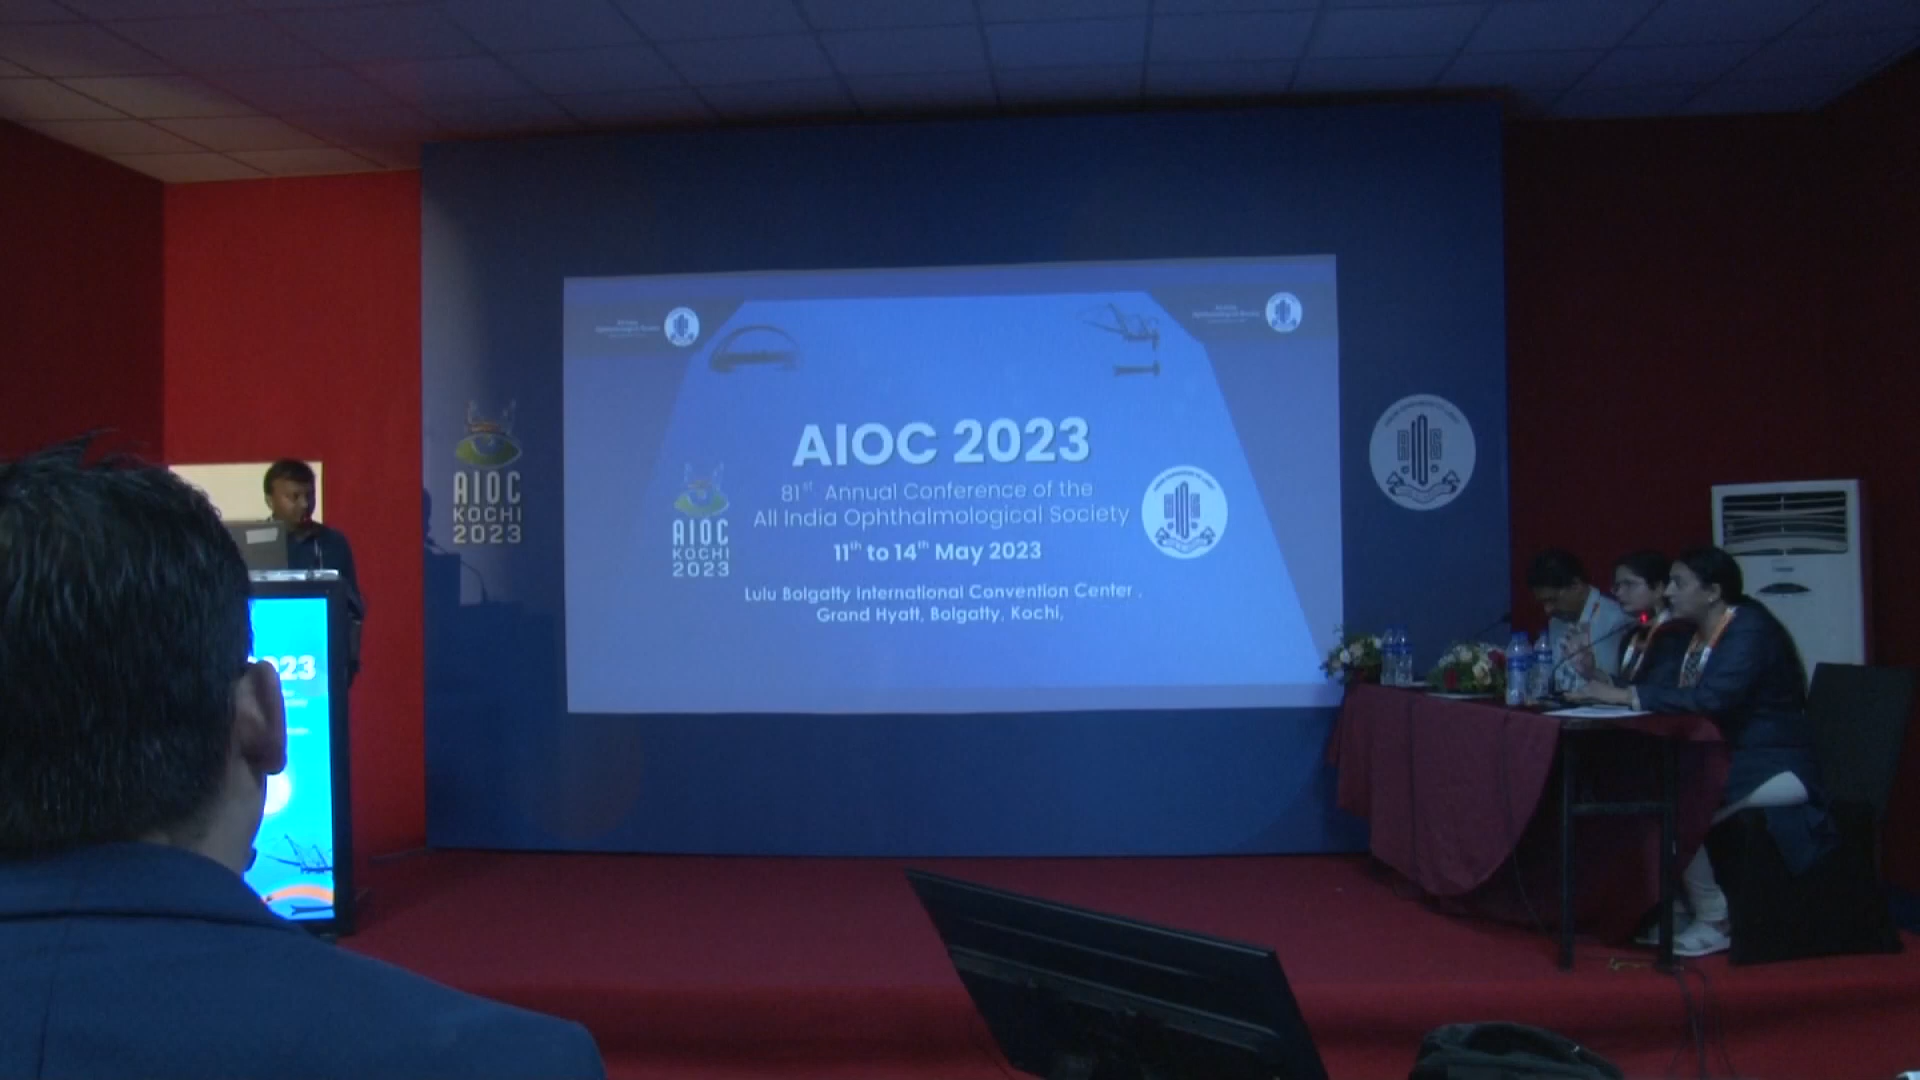 AIOC 2023
81st Annual Conference of the
All India Ophthalmological Society
11th to 14th May 2023
Lulu Bolgatty International Convention Center ,
Grand Hyatt, Bolgatty, Kochi,
AIOC
KOCHI
2023
AIOC
KOCHI
2023
2023